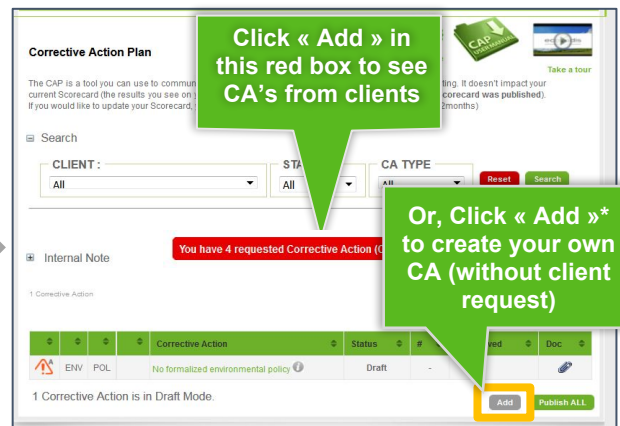 Click « Add » in
this red box to see
CA's from clients
CAP
USER MANUAL
Take a tour
Corrective Action Plan
The CAP is a tool you can use to commun ting. It doesn't impact your
current Scorecard (the results you see on corecard was published).
If you would like to update your Scorecard, 2months)
Search
CLIENT :
STA
CA TYPE
All
All
All
Reset
Search
Or, Click « Add »*
to create your own
CA (without client
request)
You have 4 requested Corrective Action (
Internal Note
1 Corrective Action
Corrective Action
Status
#
ved
Doc
ENV
POL
No formalized environmental policy
Draft
-
1 Corrective Action is in Draft Mode.
Add
Publish ALL